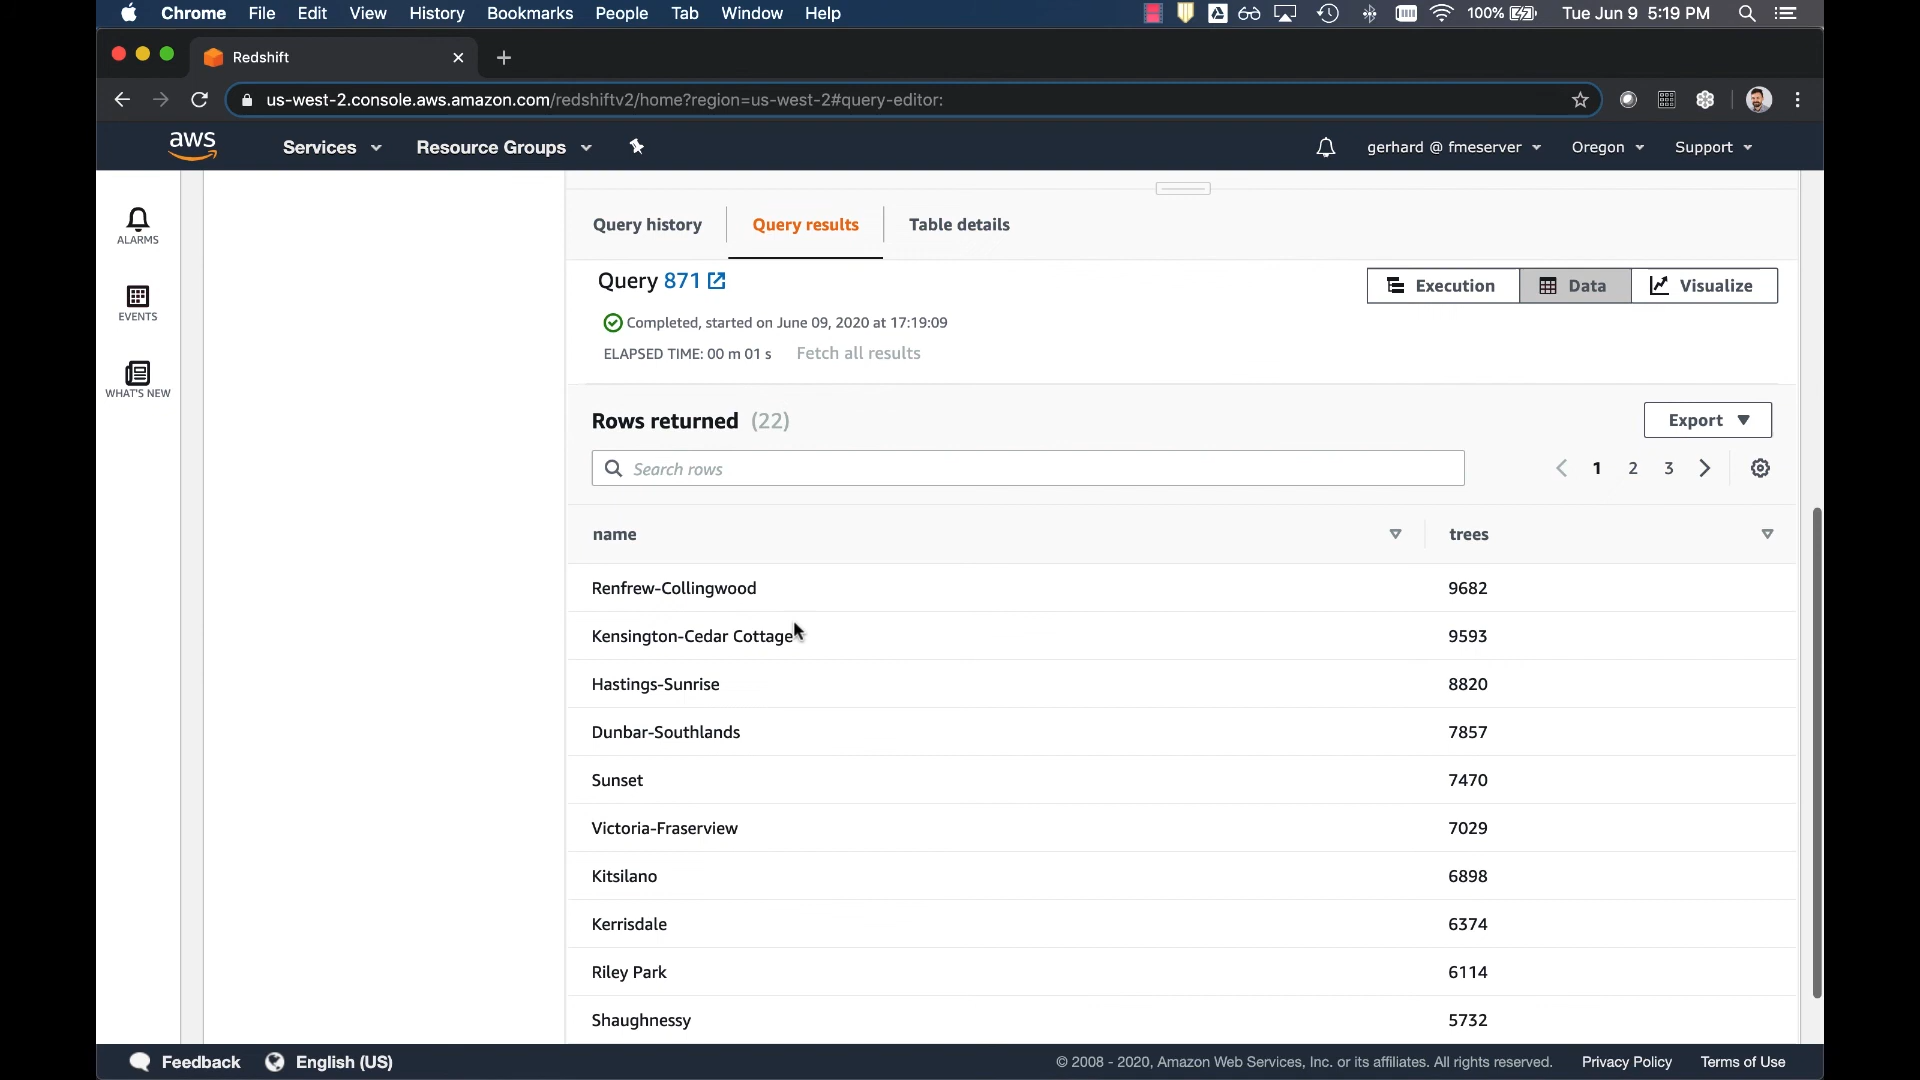 Chrome File Edit View History Bookmarks People Tab Window Help 100% Tue Jun 9 5:19 PM
Redshift
us-west-2.console.aws.amazon.com/redshiftv2/home?region=us-west-2#query-editor:
aws Services Resource Groups gerhard @ fmeserver Oregon Support
ALARMS
EVENTS
WHAT'S NEW
Query history Query results Table details
Query 871 Execution Data Visualize
Completed, started on June 09, 2020 at 17:19:09
ELAPSED TIME: 00 m 01 s Fetch all results
Rows returned (22) Export
Search rows 1 2 3
name trees
Renfrew-Collingwood 9682
Kensington-Cedar Cottage 9593
Hastings-Sunrise 8820
Dunbar-Southlands 7857
Sunset 7470
Victoria-Fraserview 7029
Kitsilano 6898
Kerrisdale 6374
Riley Park 6114
Shaughnessy 5732
Feedback English (US) © 2008 - 2020, Amazon Web Services, Inc. or its affiliates. All rights reserved. Privacy Policy Terms of Use